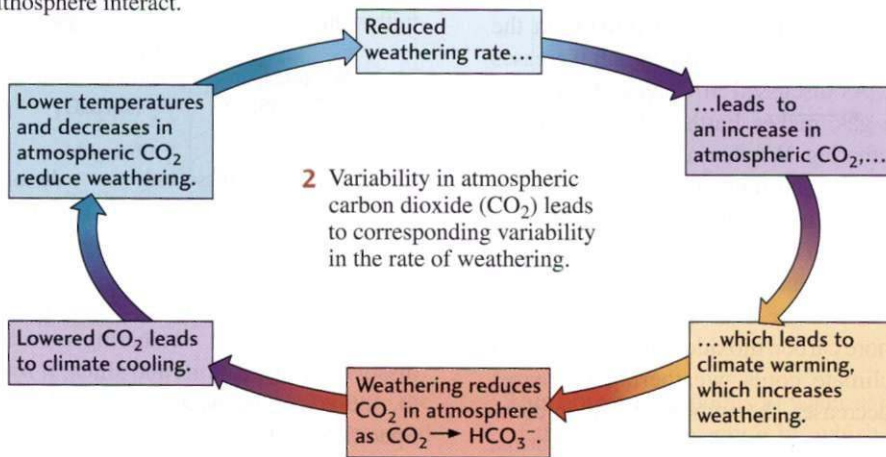 interact.
Reduced
weathering rate…
…leads to
an increase in
atmospheric CO₂,…
…which leads to
climate warming,
which increases
weathering.
Weathering reduces
CO₂ in atmosphere
as CO₂ → HCO₃⁻.
Lowered CO₂ leads
to climate cooling.
Lower temperatures
and decreases in
atmospheric CO₂
reduce weathering.
2 Variability in atmospheric
carbon dioxide (CO₂) leads
to corresponding variability
in the rate of weathering.